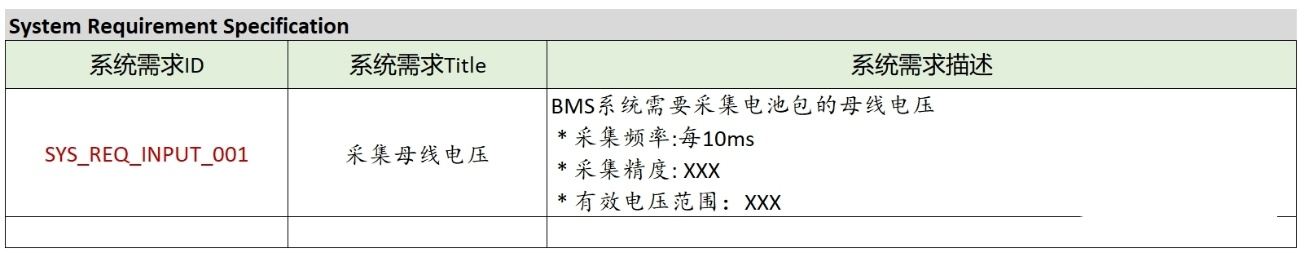 System Requirement Specification
系统需求ID 系统需求Title 系统需求描述
SYS_REQ_INPUT_001 采集母线电压
BMS系统需要采集电池包的母线电压
* 采集频率:每10ms
* 采集精度: XXX
* 有效电压范围：XXX